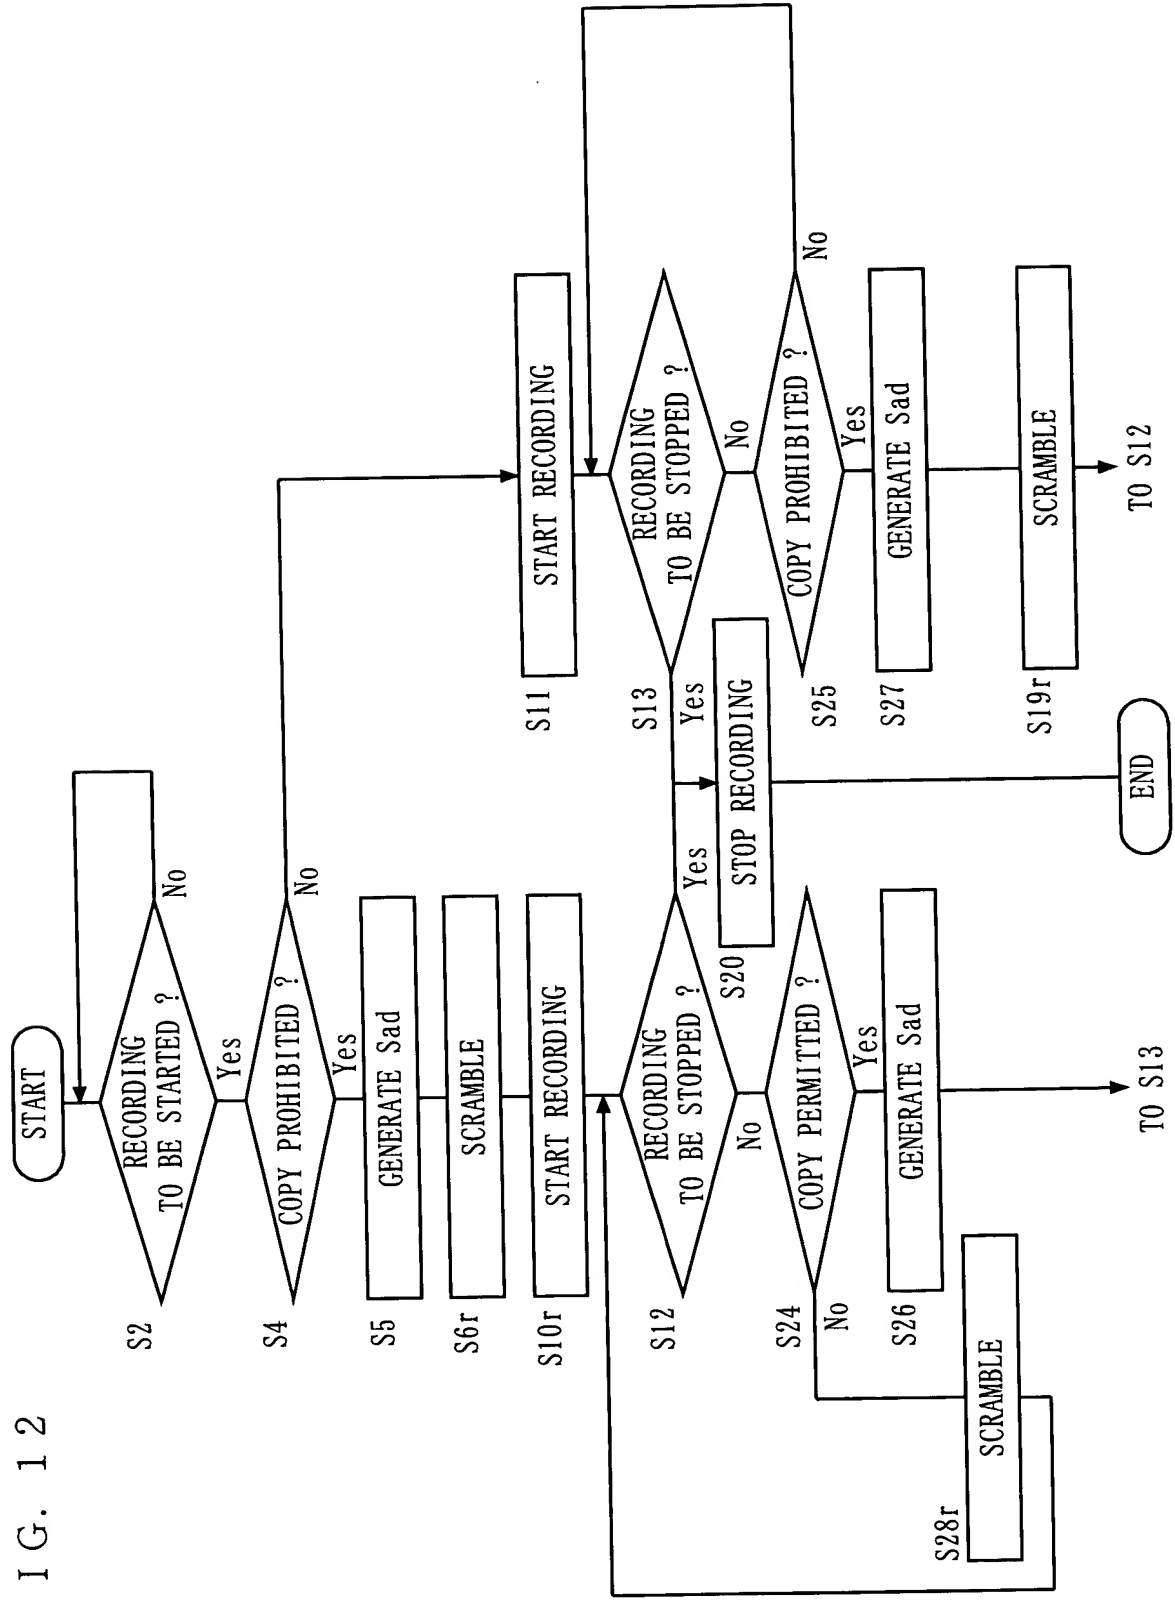 IG. 12
START
S2
RECORDING
TO BE STARTED ?
No
Yes
S4
COPY PROHIBITED ?
No
Yes
S5
GENERATE Sad
S6r
SCRAMBLE
S10r
START RECORDING
S12
RECORDING
TO BE STOPPED ?
Yes
No
S24
COPY PERMITTED ?
No
Yes
S26
GENERATE Sad
S28r
SCRAMBLE
TO S13
S11
START RECORDING
S13
RECORDING
TO BE STOPPED ?
Yes
No
S20
STOP RECORDING
S25
COPY PROHIBITED ?
No
Yes
S27
GENERATE Sad
S19r
SCRAMBLE
TO S12
END